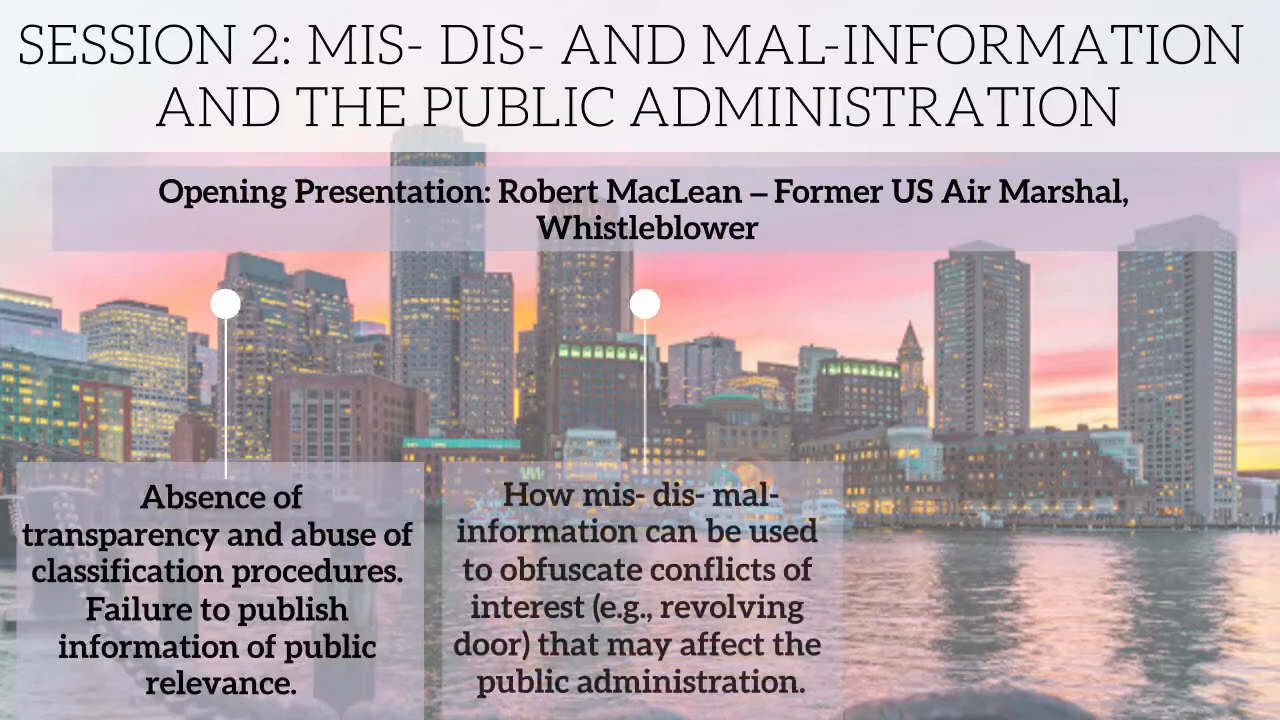 SESSION 2: MIS- DIS- AND MAL-INFORMATION
AND THE PUBLIC ADMINISTRATION
Opening Presentation: Robert MacLean – Former US Air Marshal,
Whistleblower
Absence of
transparency and abuse of
classification procedures.
Failure to publish
information of public
relevance.
How mis- dis- mal-
information can be used
to obfuscate conflicts of
interest (e.g., revolving
door) that may affect the
public administration.